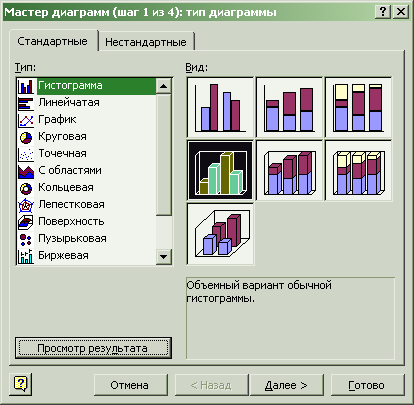 Мастер диаграмм (шаг 1 из 4): тип диаграммы
Стандартные
Нестандартные
Тип:
Гистограмма
Линейчатая
График
Круговая
Точечная
С областями
Кольцевая
Лепестковая
Поверхность
Пузырьковая
Биржевая
Вид:
Объемный вариант обычной
гистограммы.
Просмотр результата
Отмена
< Назад
Далее >
Готово